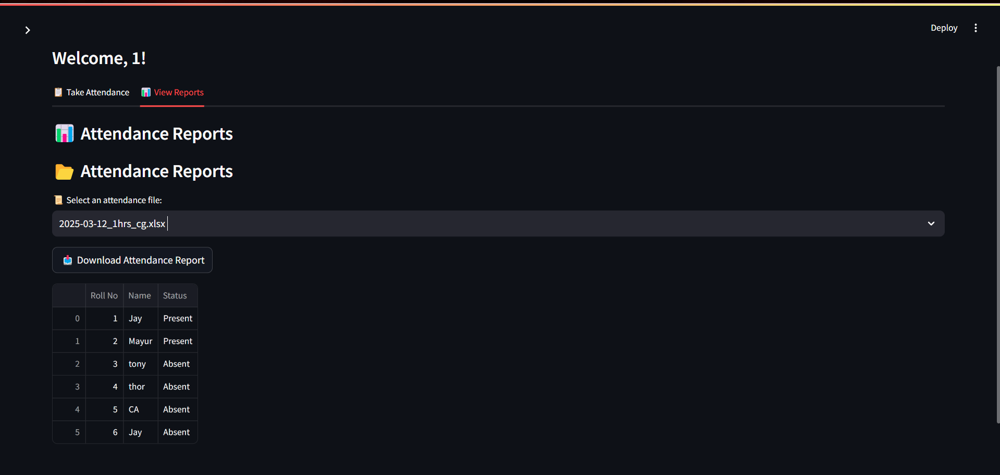 Deploy
Welcome, 1!
Take Attendance View Reports
Attendance Reports
Attendance Reports
Select an attendance file:
2025-03-12_1hrs_cg.xlsx
Download Attendance Report
Roll No Name Status
0 1 Jay Present
1 2 Mayur Present
2 3 tony Absent
3 4 thor Absent
4 5 CA Absent
5 6 Jay Absent